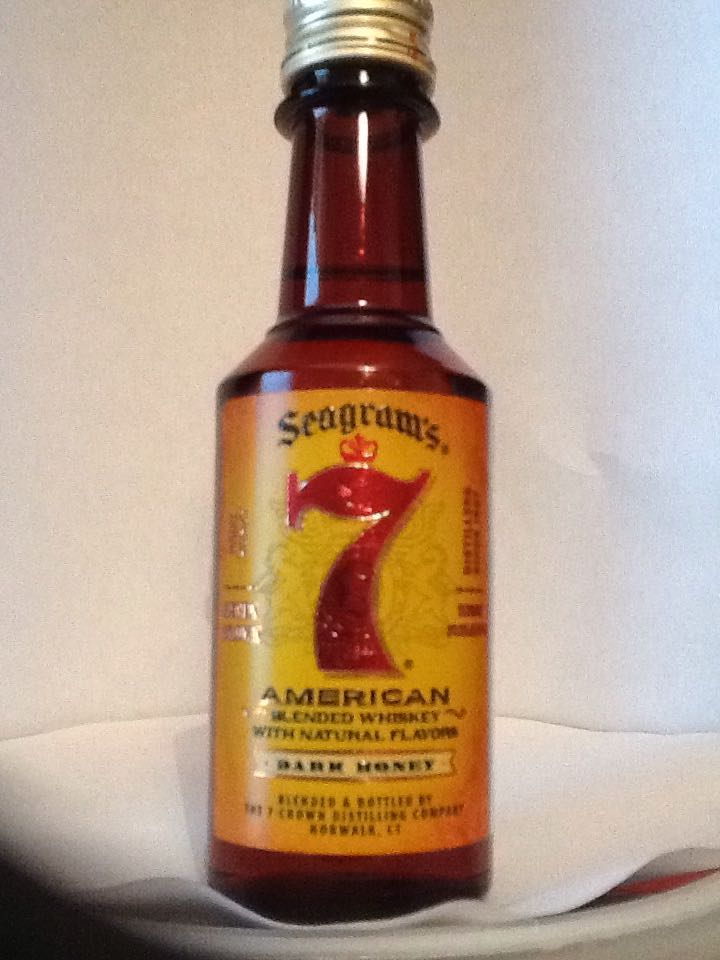 Seagram's
7
AMERICAN
BLENDED WHISKEY
WITH NATURAL FLAVORS
DARK HONEY
BLENDED & BOTTLED BY
THE 7 CROWN DISTILLING COMPANY
NORWALK, CT